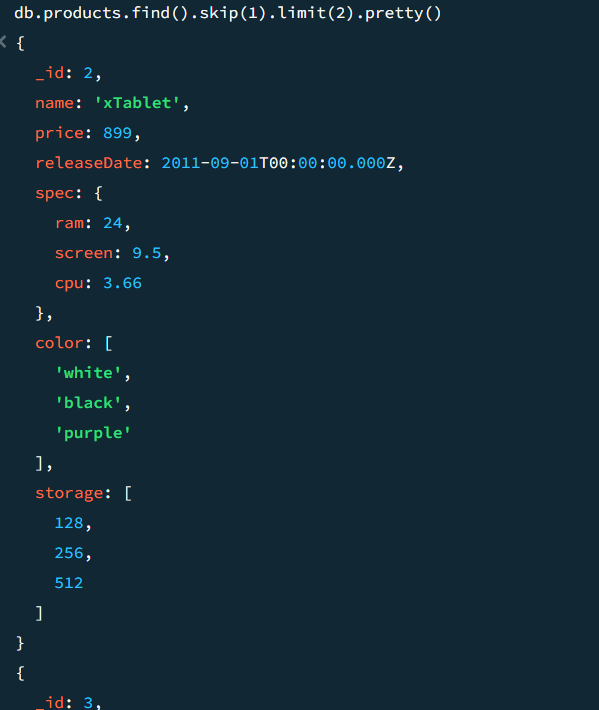 db.products.find().skip(1).limit(2).pretty()
{
_id: 2,
name: 'xTablet',
price: 899,
releaseDate: 2011-09-01T00:00:00.000Z,
spec: {
ram: 24,
screen: 9.5,
cpu: 3.66
},
color: [
'white',
'black',
'purple'
],
storage: [
128,
256,
512
]
}
{
_id: 3,